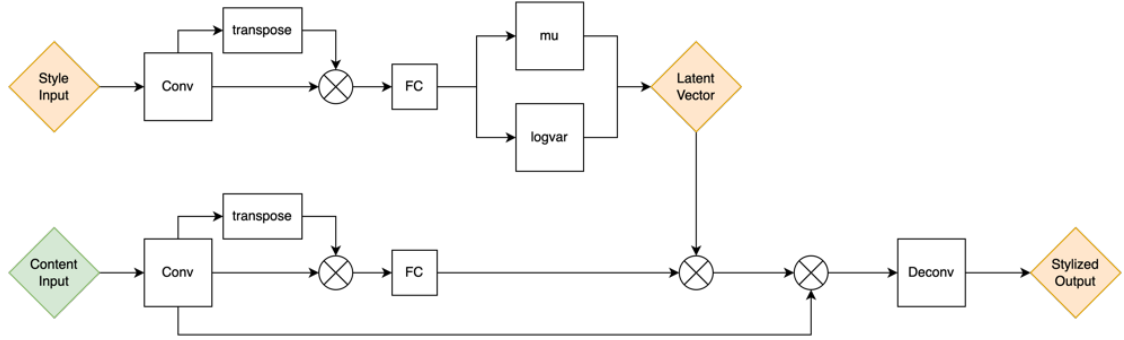 transpose
mu
Style
Input
Conv
FC
Latent
Vector
logvar
transpose
Content
Input
Conv
FC
Deconv
Stylized
Output